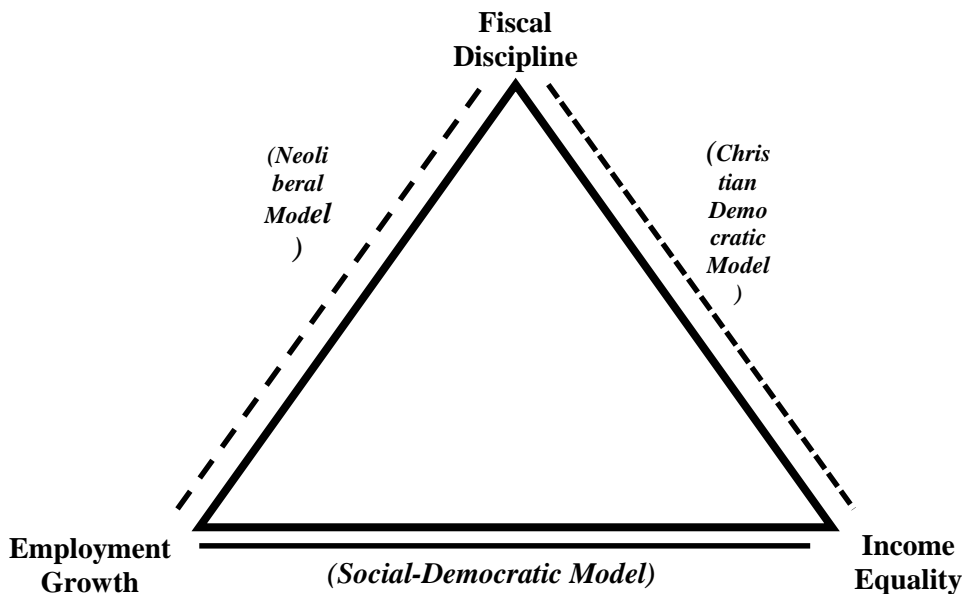 Fiscal
Discipline
(Neoli
beral
Model
)
(Chris
tian
Demo
cratic
Model
)
Employment
Growth
(Social-Democratic Model)
Income
Equality